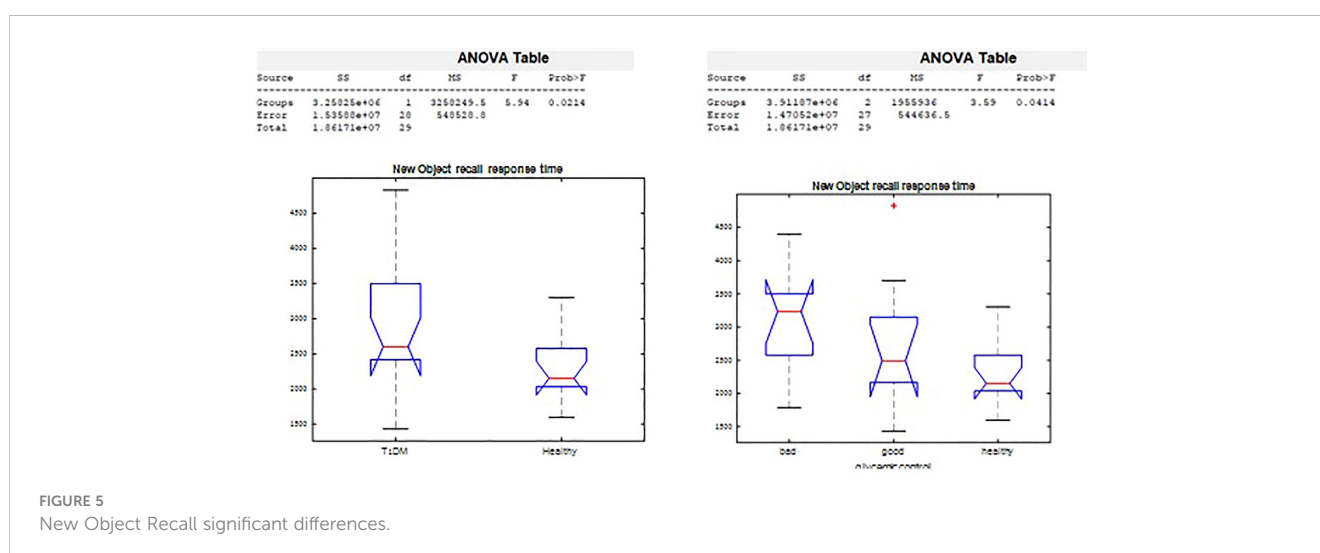 ANOVA Table
Source SS df MS F Prob>F
Groups 3.25825e+06 1 3258249.5 5.94 0.0214
Error 1.53588e+07 28 548528.8
Total 1.86171e+07 29
New Object recall response time
4500
4000
3500
3000
2500
2000
1500
T1DM Healthy
ANOVA Table
Source SS df MS F Prob>F
Groups 3.91187e+06 2 1955936 3.59 0.0414
Error 1.47052e+07 27 544636.5
Total 1.86171e+07 29
New Object recall response time
4500
4000
3500
3000
2500
2000
1500
bad good healthy
glycamic control
FIGURE 5
New Object Recall significant differences.